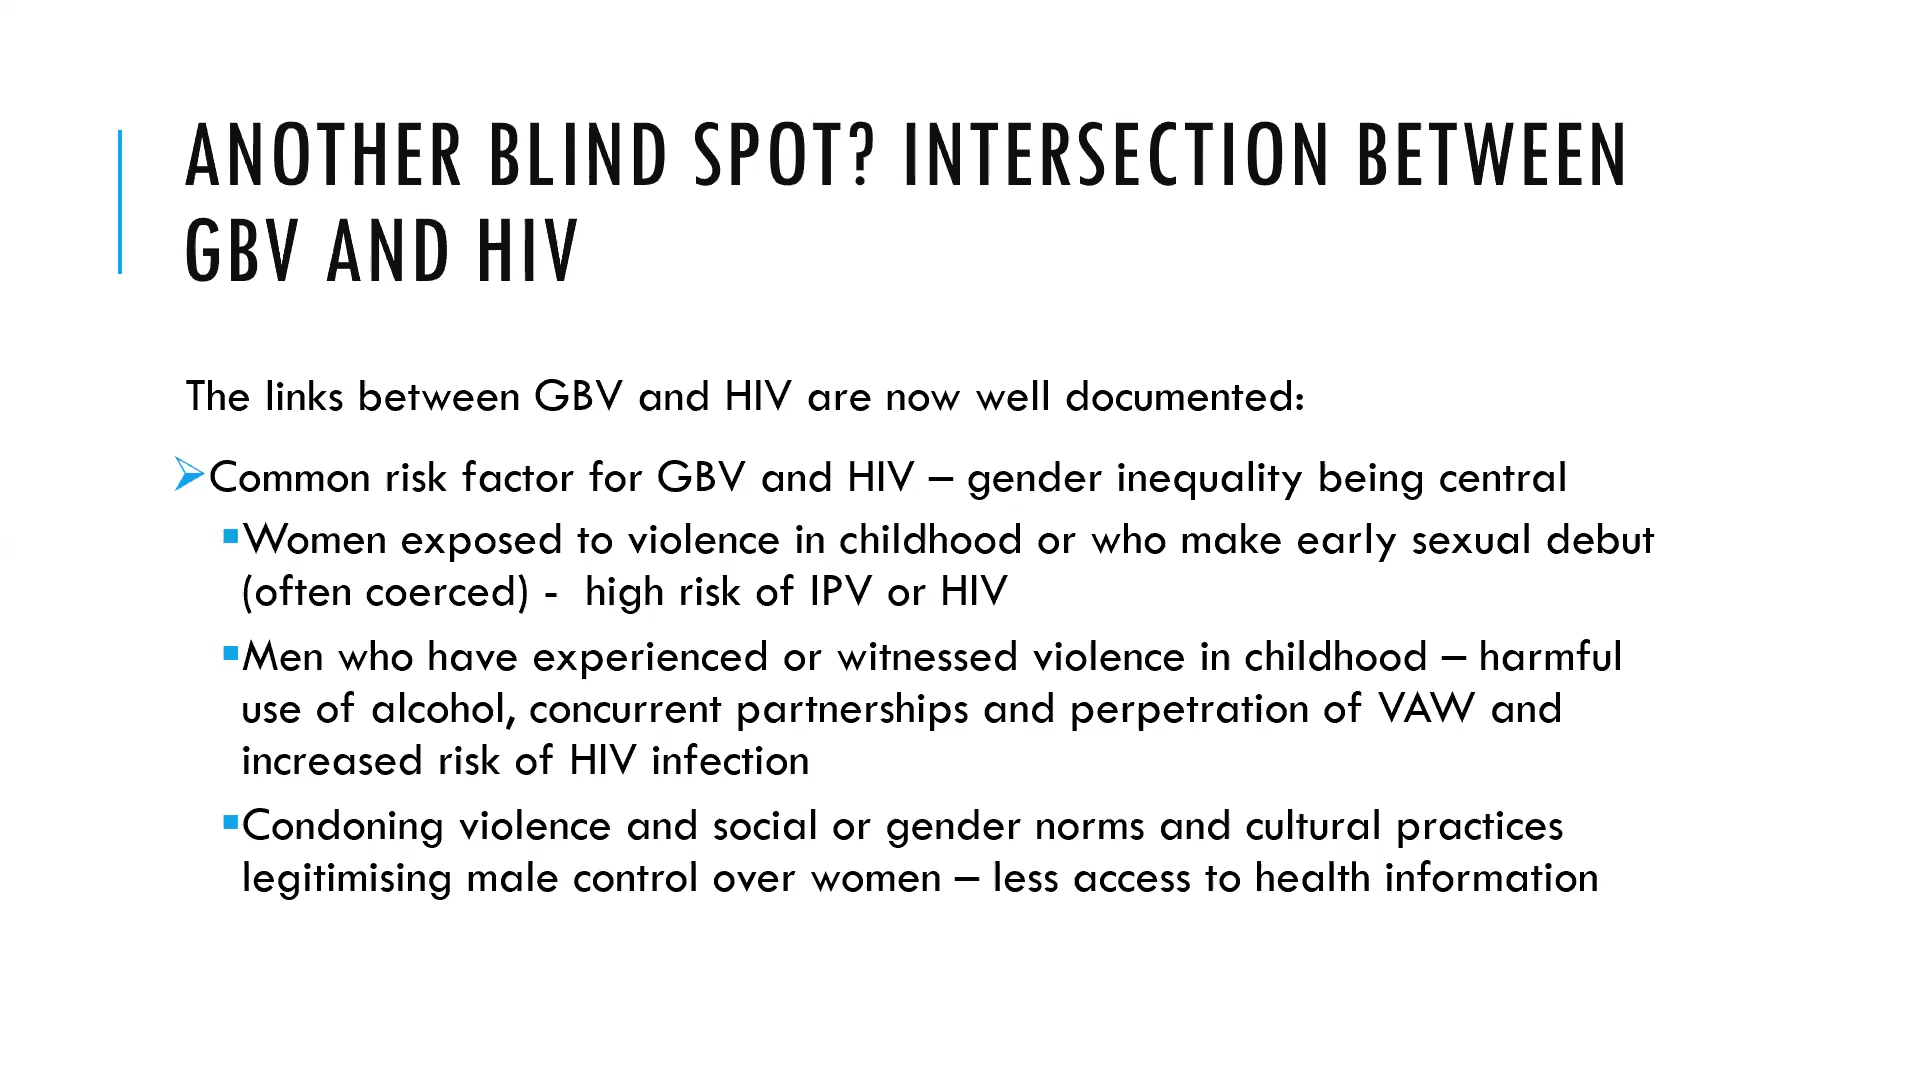 ANOTHER BLIND SPOT? INTERSECTION BETWEEN
GBV AND HIV
The links between GBV and HIV are now well documented:
Common risk factor for GBV and HIV – gender inequality being central
Women exposed to violence in childhood or who make early sexual debut
(often coerced) -  high risk of IPV or HIV
Men who have experienced or witnessed violence in childhood – harmful
use of alcohol, concurrent partnerships and perpetration of VAW and
increased risk of HIV infection
Condoning violence and social or gender norms and cultural practices
legitimising male control over women – less access to health information